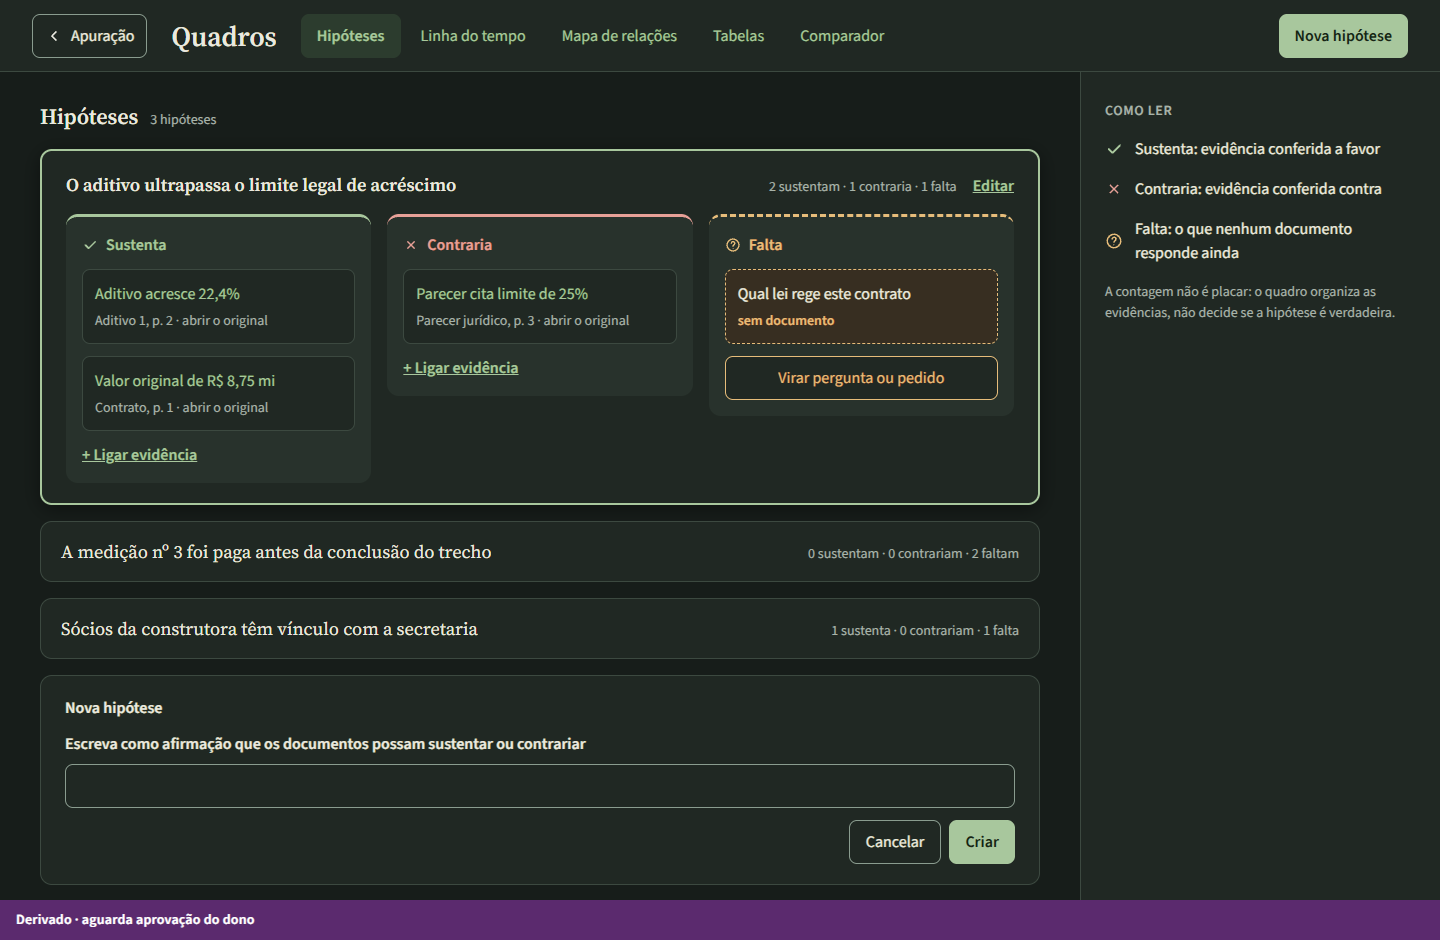 Apuração
Quadros
Hipóteses
Linha do tempo
Mapa de relações
Tabelas
Comparador
Nova hipótese
Hipóteses
3 hipóteses
O aditivo ultrapassa o limite legal de acréscimo
2 sustentam · 1 contraria · 1 falta
Editar
Sustenta
Aditivo acresce 22,4%
Aditivo 1, p. 2 · abrir o original
Valor original de R$ 8,75 mi
Contrato, p. 1 · abrir o original
+ Ligar evidência
Contraria
Parecer cita limite de 25%
Parecer jurídico, p. 3 · abrir o original
+ Ligar evidência
Falta
Qual lei rege este contrato
sem documento
Virar pergunta ou pedido
A medição nº 3 foi paga antes da conclusão do trecho
0 sustentam · 0 contrariam · 2 faltam
Sócios da construtora têm vínculo com a secretaria
1 sustenta · 0 contrariam · 1 falta
Nova hipótese
Escreva como afirmação que os documentos possam sustentar ou contrariar
Cancelar
Criar
COMO LER
Sustenta: evidência conferida a favor
Contraria: evidência conferida contra
Falta: o que nenhum documento
responde ainda
A contagem não é placar: o quadro organiza as
evidências, não decide se a hipótese é verdadeira.
Derivado · aguarda aprovação do dono